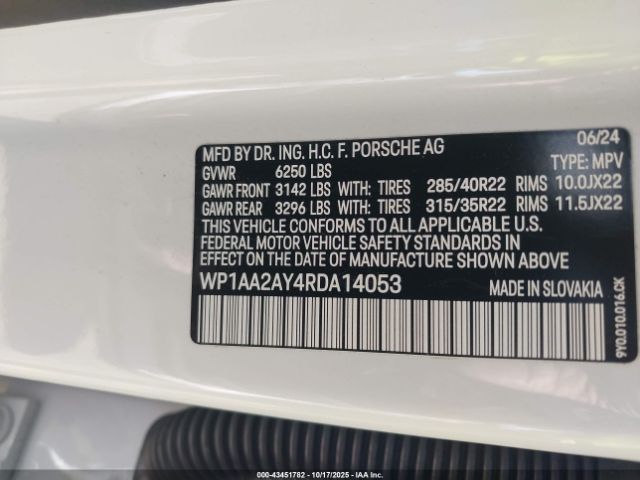 06/24
MFD BY DR. ING. H.C. F. PORSCHE AG
GVWR 6250 LBS TYPE: MPV
GAWR FRONT 3142 LBS WITH: TIRES 285/40R22 RIMS 10.0JX22
GAWR REAR 3296 LBS WITH: TIRES 315/35R22 RIMS 11.5JX22
THIS VEHICLE CONFORMS TO ALL APPLICABLE U.S.
FEDERAL MOTOR VEHICLE SAFETY STANDARDS IN
EFFECT ON THE DATE OF MANUFACTURE SHOWN ABOVE.
WP1AA2AY4RDA14053 MADE IN SLOVAKIA
9Y0.010.016.CK
000-43451782 | 10/17/2025 | IAA Inc.